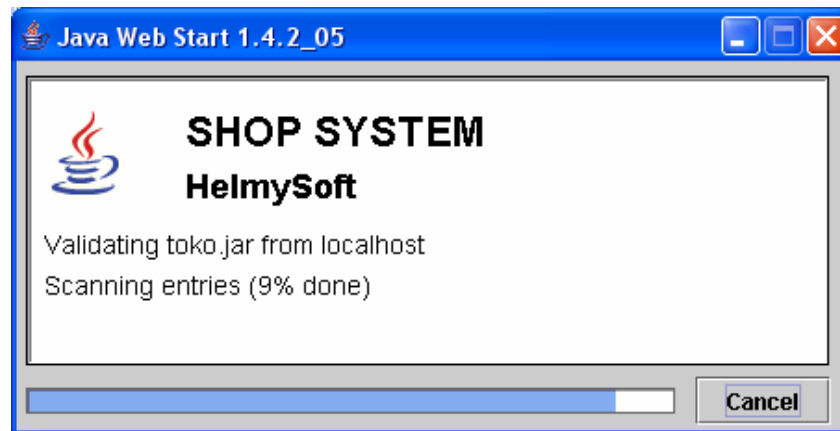 Java Web Start 1.4.2_05
SHOP SYSTEM
HelmySoft
Validating toko.jar from localhost
Scanning entries (9% done)
Cancel